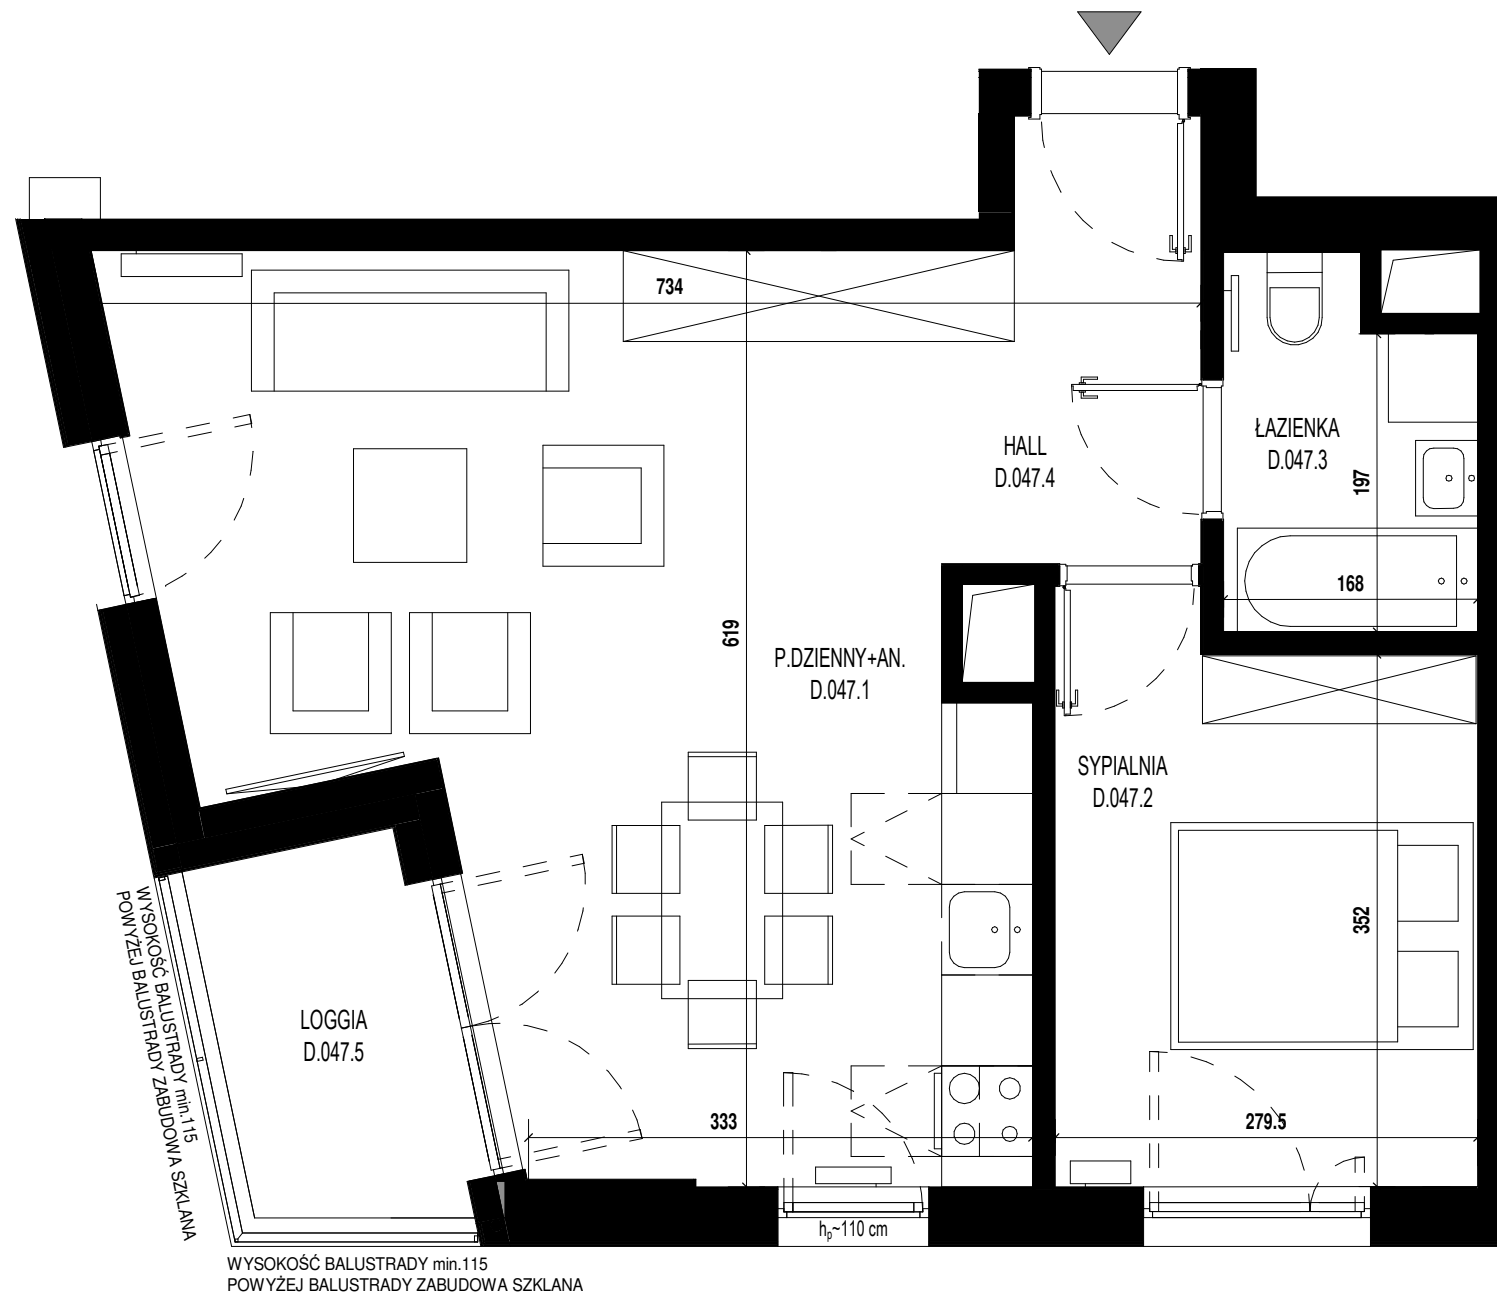 734
HALL
D.047.4
ŁAZIENKA
D.047.3
197
168
619
P.DZIENNY+AN.
D.047.1
SYPIALNIA
D.047.2
352
LOGGIA
D.047.5
333
279.5
hp~110 cm
WYSOKOŚĆ BALUSTRADY min.115
POWYŻEJ BALUSTRADY ZABUDOWA SZKLANA
WYSOKOŚĆ BALUSTRADY min.115
POWYŻEJ BALUSTRADY ZABUDOWA SZKLANA